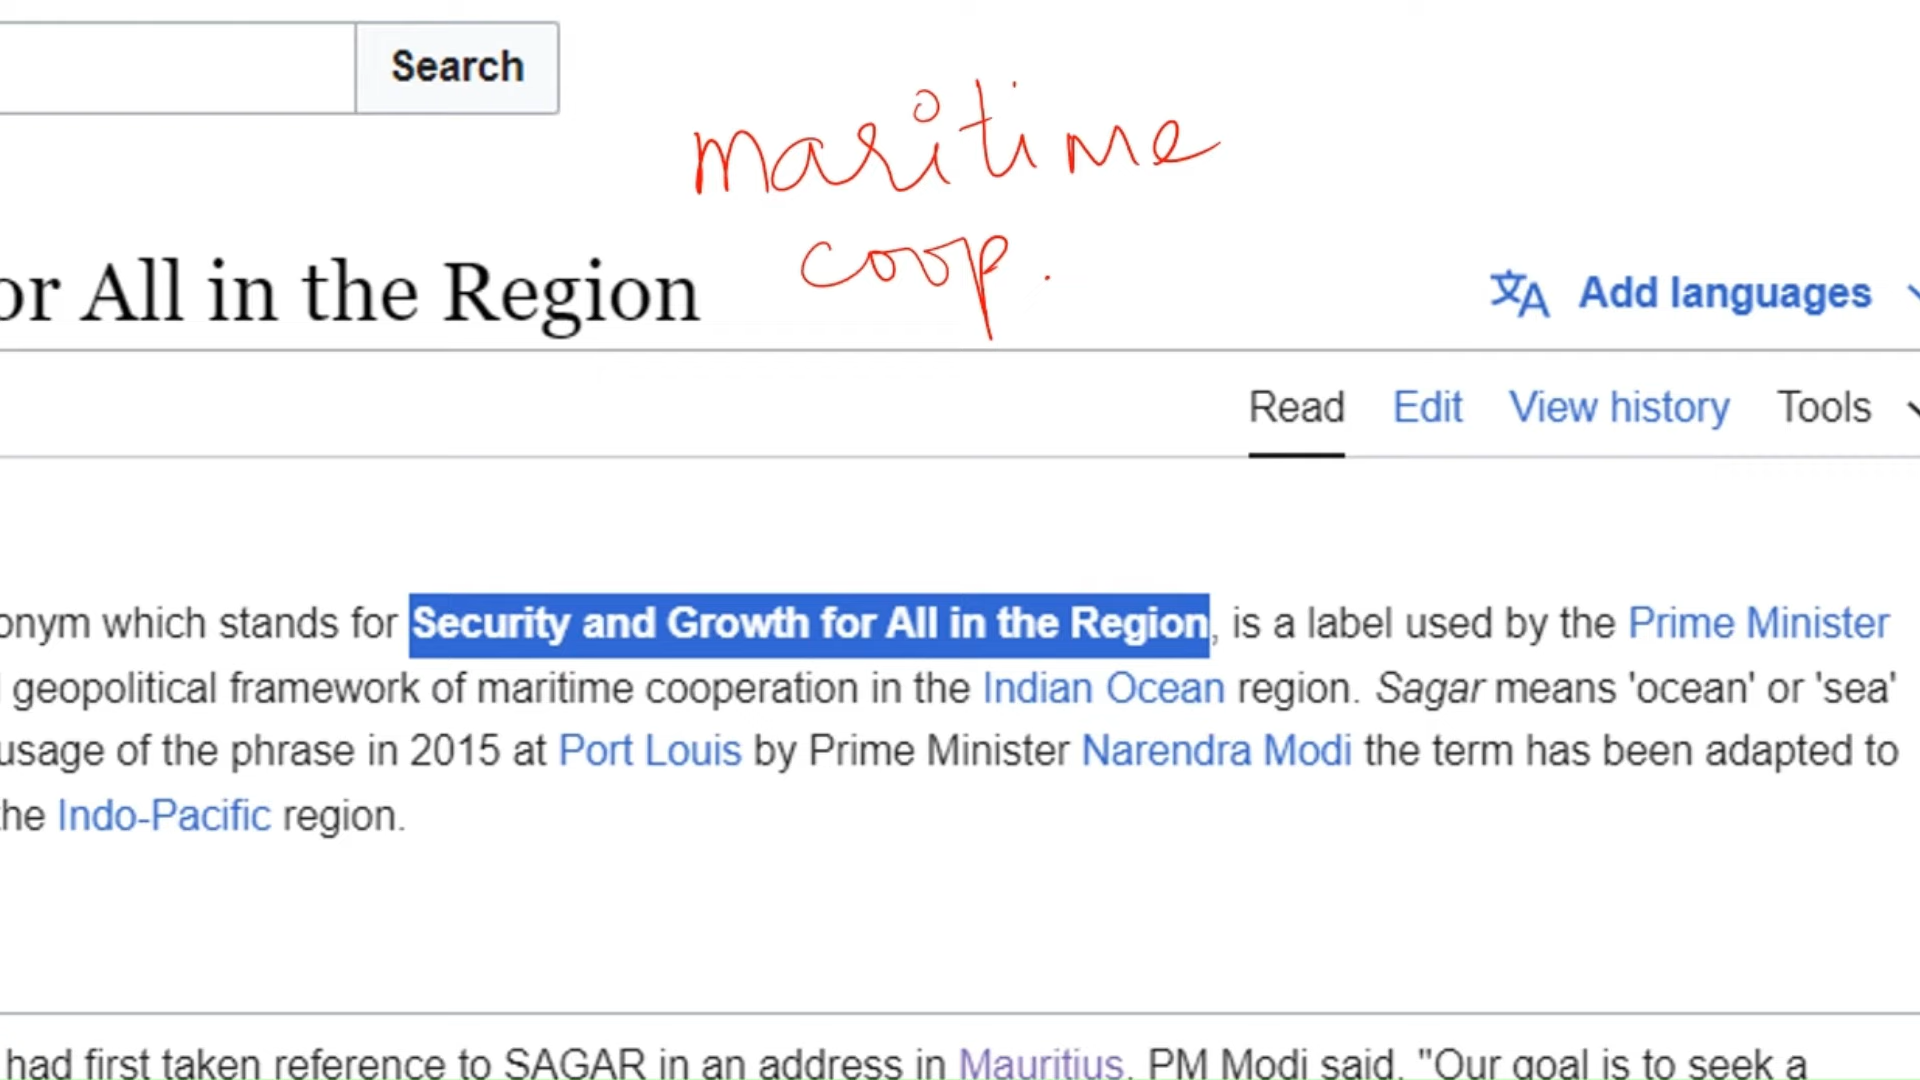 Search
maritime
coop.
or All in the Region
Add languages
Read Edit View history Tools
onym which stands for Security and Growth for All in the Region, is a label used by the Prime Minister
geopolitical framework of maritime cooperation in the Indian Ocean region. Sagar means 'ocean' or 'sea'
usage of the phrase in 2015 at Port Louis by Prime Minister Narendra Modi the term has been adapted to
the Indo-Pacific region.
had first taken reference to SAGAR in an address in Mauritius. PM Modi said, "Our goal is to seek a